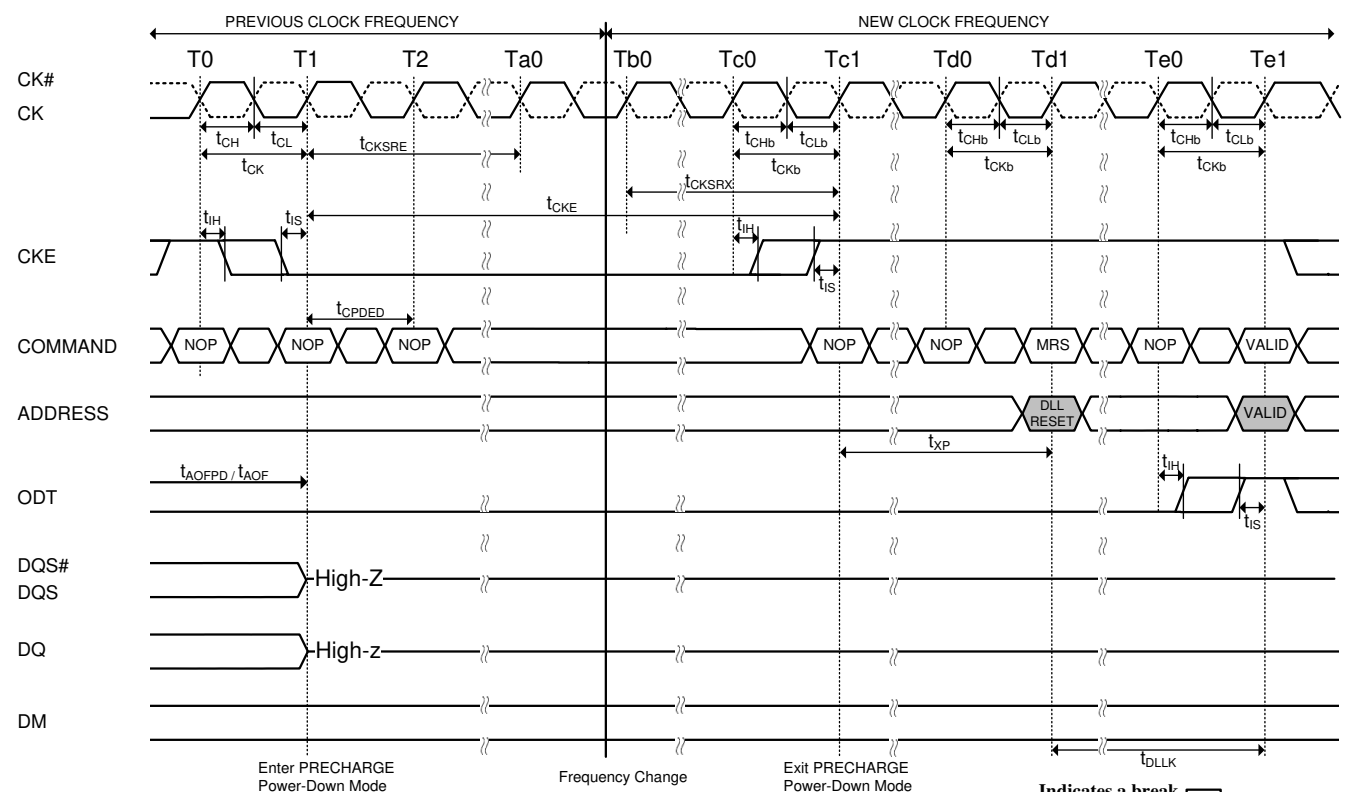 PREVIOUS CLOCK FREQUENCY
NEW CLOCK FREQUENCY
T0 T1 T2 Ta0 Tb0 Tc0 Tc1 Td0 Td1 Te0 Te1
CK#
CK
tCH tCL tCKSRE tCHb tCLb tCHb tCLb tCHb tCLb
tCK tCKb tCKb tCKb
tCKSRX
tCKE
tIH tIS tIH
CKE
tIS
tCPDED
COMMAND NOP NOP NOP NOP NOP MRS NOP VALID
ADDRESS DLL RESET VALID
tXP
tAOFPD / tAOF tIH
ODT
tIS
DQS#
DQS
High-Z
DQ High-z
DM
tDLLK
Enter PRECHARGE
Power-Down Mode
Frequency Change
Exit PRECHARGE
Power-Down Mode
Indicates a break